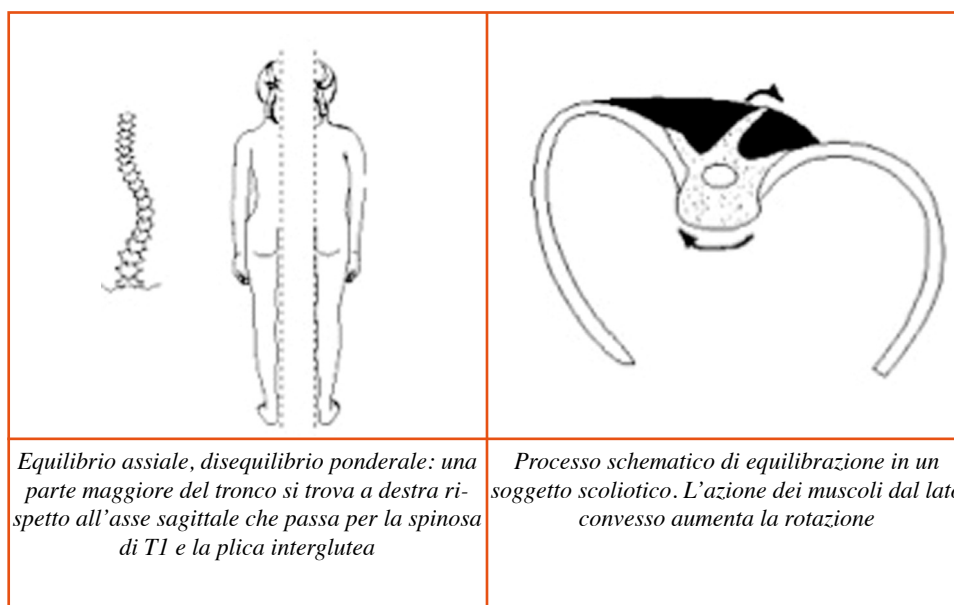 Equilibrio assiale, disequilibrio ponderale: una
parte maggiore del tronco si trova a destra ri-
spetto all'asse sagittale che passa per la spinosa
di T1 e la plica interglutea
Processo schematico di equilibrazione in un
soggetto scoliotico. L'azione dei muscoli dal lato
convesso aumenta la rotazione